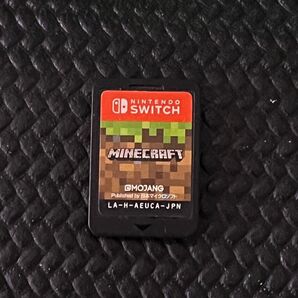 NINTENDO
SWITCH
MINECRAFT
MOJANG
Published by 日本マイクロソフト
LA-H-AEUCA-JPN